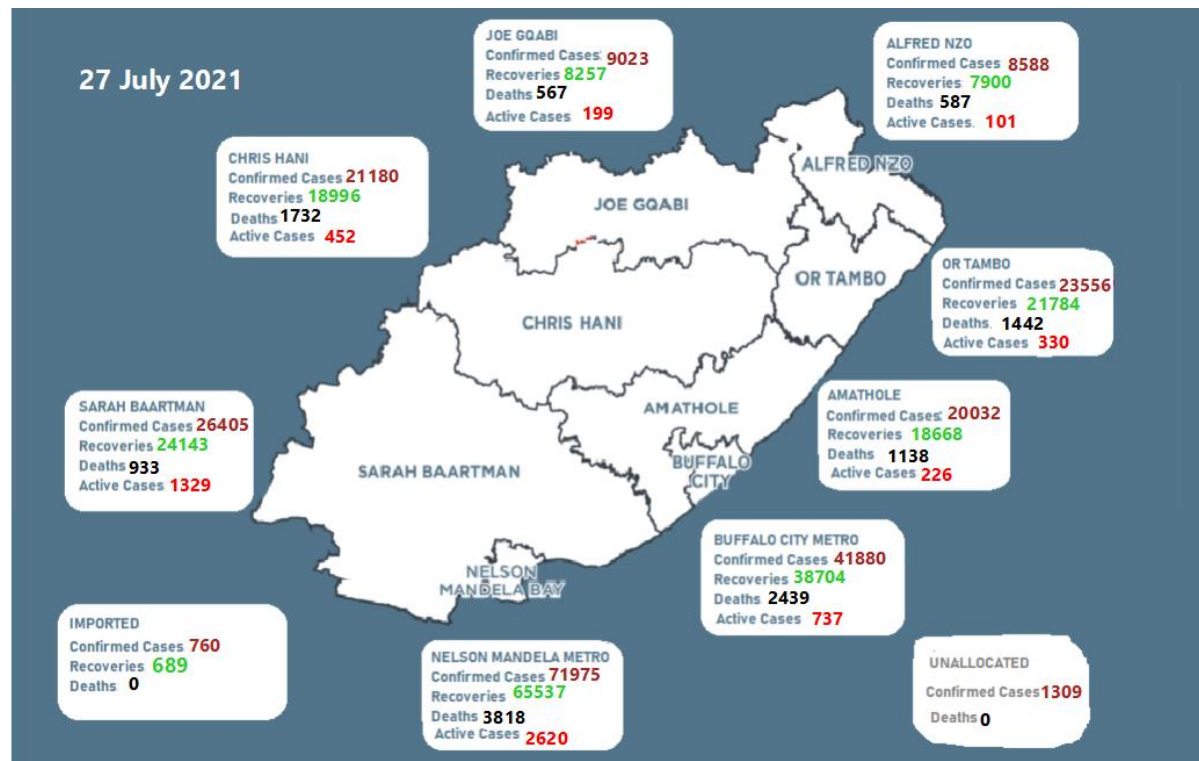 27 July 2021
JOE GQABI
Confirmed Cases: 9023
Recoveries 8257
Deaths 567
Active Cases 199
ALFRED NZO
Confirmed Cases 8588
Recoveries 7900
Deaths 587
Active Cases. 101
CHRIS HANI
Confirmed Cases 21180
Recoveries 18996
Deaths 1732
Active Cases 452
ALFRED NZO
JOE GQABI
OR TAMBO
CHRIS HANI
OR TAMBO
Confirmed Cases 23556
Recoveries 21784
Deaths. 1442
Active Cases 330
SARAH BAARTMAN
Confirmed Cases 26405
Recoveries 24143
Deaths 933
Active Cases 1329
AMATHOLE
BUFFALO
CITY
SARAH BAARTMAN
AMATHOLE
Confirmed Cases: 20032
Recoveries 18668
Deaths 1138
Active Cases 226
NELSON
MANDELA BAY
BUFFALO CITY METRO
Confirmed Cases 41880
Recoveries 38704
Deaths 2439
Active Cases 737
IMPORTED
Confirmed Cases 760
Recoveries 689
Deaths 0
NELSON MANDELA METRO
Confirmed Cases 71975
Recoveries 65537
Deaths 3818
Active Cases 2620
UNALLOCATED
Confirmed Cases 1309
Deaths 0